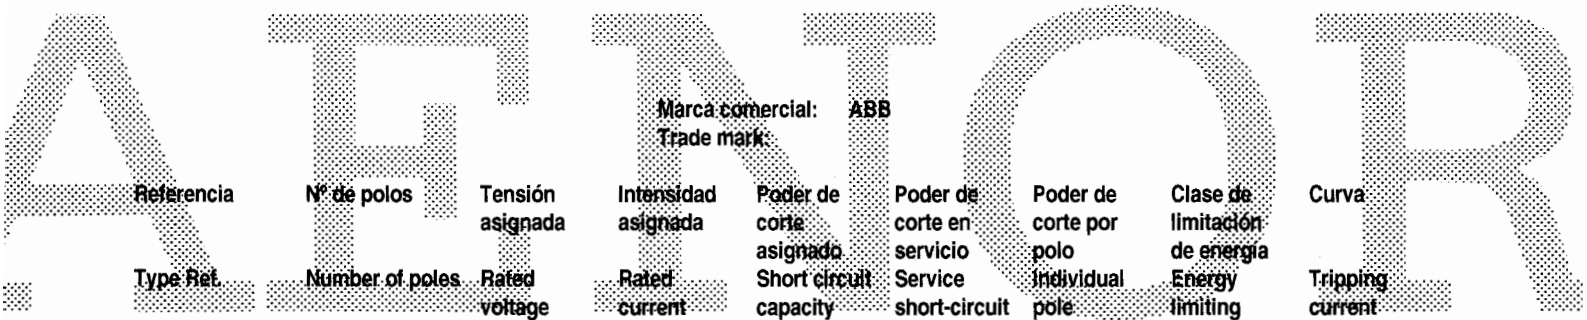 AENOR
Marca comercial: ABB
Trade mark:
Referencia Nº de polos Tensión Intensidad Poder de Poder de Poder de Clase de Curva
asignada asignada corte corte en corte por limitación
asignado servicio polo de energía
Type Ref. Number of poles Rated Rated Short circuit Service Individual Energy Tripping
voltage current capacity short-circuit pole limiting current